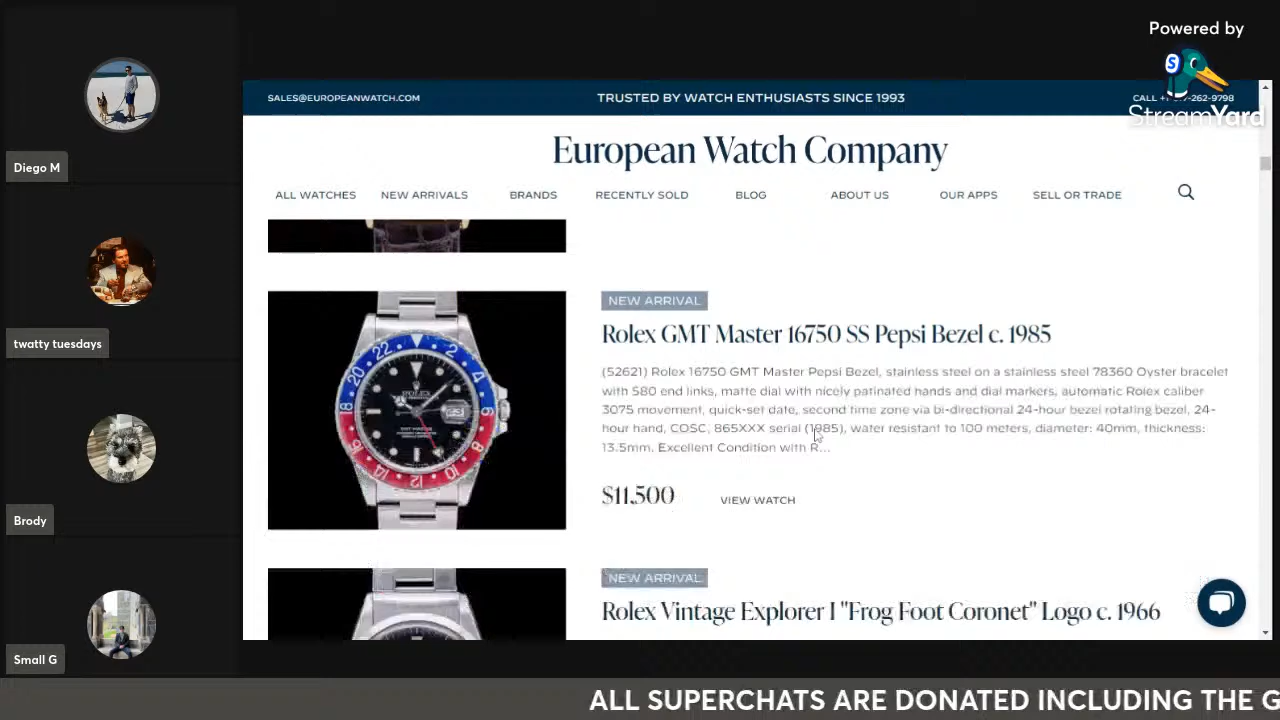 Powered by
StreamYard
SALES@EUROPEANWATCH.COM
TRUSTED BY WATCH ENTHUSIASTS SINCE 1993
European Watch Company
ALL WATCHES
NEW ARRIVALS
BRANDS
RECENTLY SOLD
BLOG
ABOUT US
OUR APPS
SELL OR TRADE
Diego M
twatty tuesdays
Brody
Small G
NEW ARRIVAL
Rolex GMT Master 16750 SS Pepsi Bezel c. 1985
(52621) Rolex 16750 GMT Master Pepsi Bezel, stainless steel on a stainless steel 78360 Oyster bracelet
with 580 end links, matte dial with nicely patinated hands and dial markers, automatic Rolex caliber
3075 movement, quick-set date, second time zone via bi-directional 24-hour bezel rotating bezel, 24-
hour hand, COSC, 865XXX serial (1985), water resistant to 100 meters, diameter: 40mm, thickness:
13.5mm. Excellent Condition with R...
$11,500
VIEW WATCH
NEW ARRIVAL
Rolex Vintage Explorer I "Frog Foot Coronet" Logo c. 1966
ALL SUPERCHATS ARE DONATED INCLUDING THE G